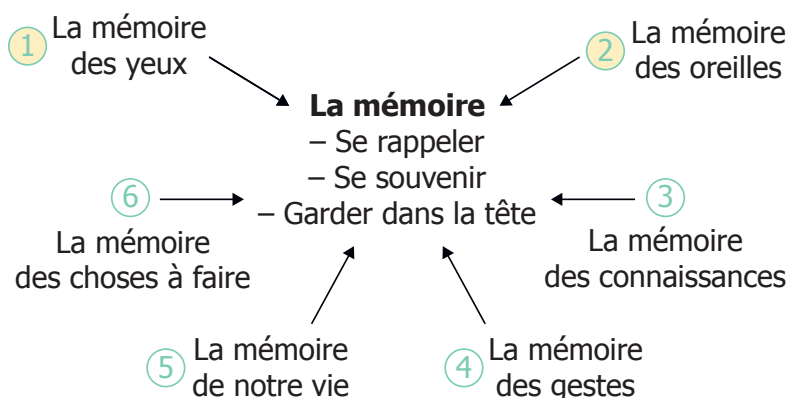 1 La mémoire
des yeux
2 La mémoire
des oreilles
La mémoire
– Se rappeler
– Se souvenir
– Garder dans la tête
6
La mémoire
des choses à faire
3
La mémoire
des connaissances
5 La mémoire
de notre vie
4 La mémoire
des gestes